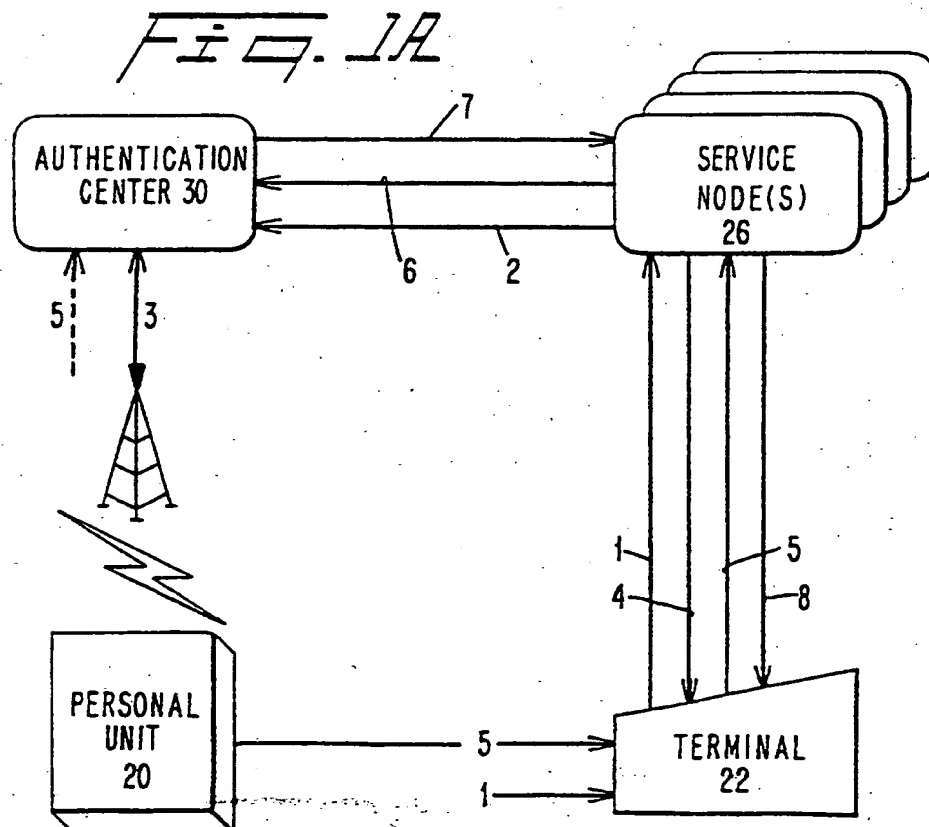 Fig. 1A
7
AUTHENTICATION
CENTER 30
SERVICE
NODE(S)
26
6
2
5
3
1
4
5
8
PERSONAL
UNIT
20
5
1
TERMINAL
22